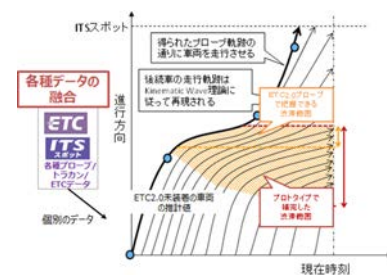 ITSスポット
得られたプローブ軌跡の
通りに車両を走行させる
後続車の走行軌跡は
Kinematic Wave理論に
従って再現される
ETC2.0プローブ
で把握できる
渋滞範囲
各種データの
融合
進行方向
ETC
ITS
スポット
各種プローブ/
トラカン/
ETCデータ
ETC2.0未装着の車両
の推計値
プロトタイプで
補完した
渋滞範囲
個別のデータ
現在時刻